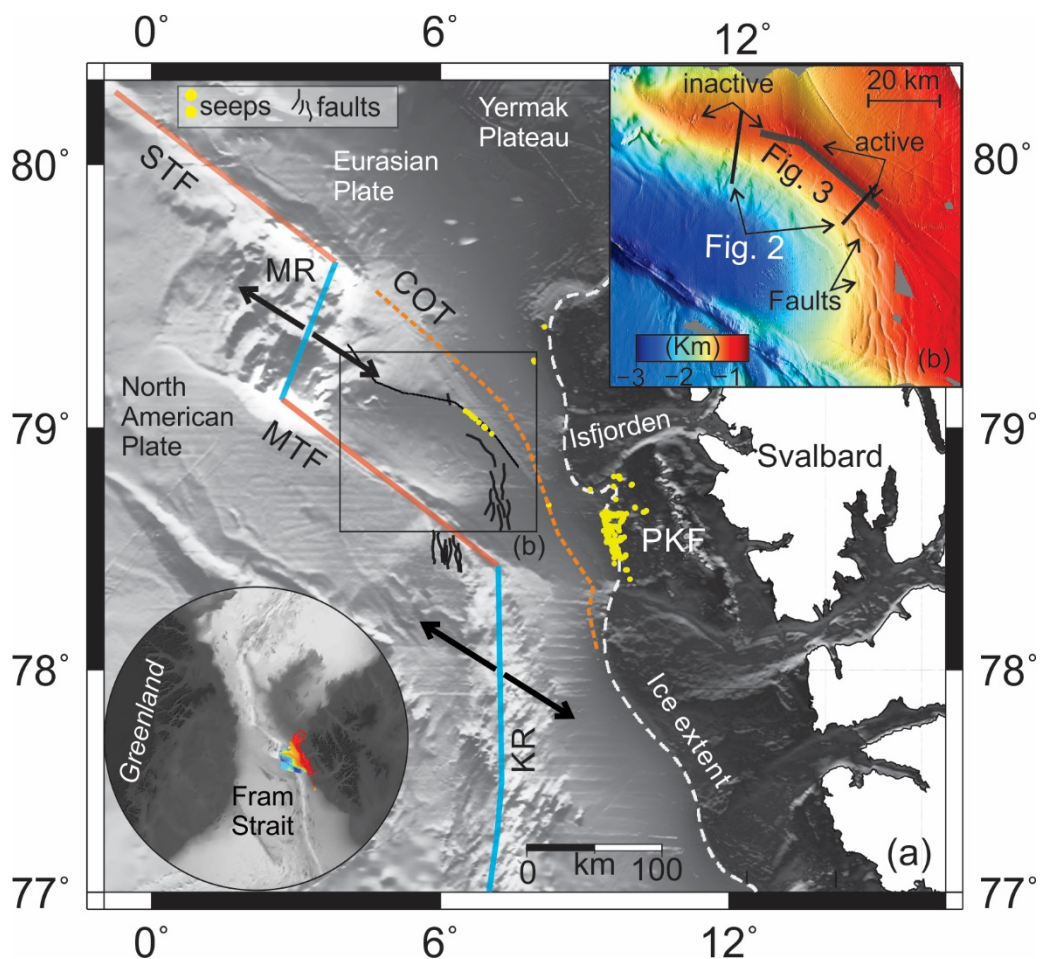 0°
6°
12°
seeps
faults
Yermak
Plateau
Eurasian
Plate
STF
80°
MR
COT
North
American
Plate
79°
MTF
(b)
Isfjorden
Svalbard
PKF
78°
KR
Ice extent
Greenland
Fram
Strait
0
km
100
(a)
77°
77°
78°
79°
80°
0°
6°
12°
inactive
20 km
active
Fig. 3
Fig. 2
Faults
(Km)
−3 −2 −1
(b)